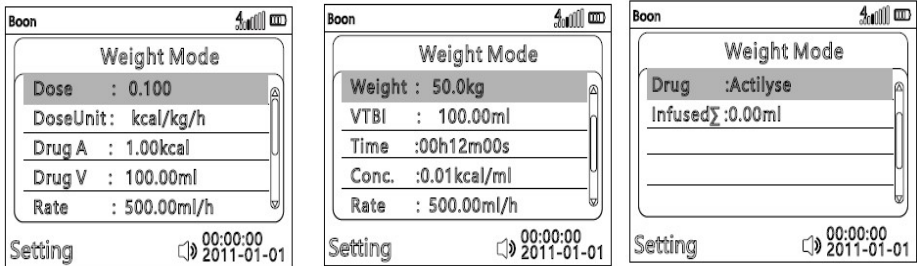 Boon
Weight Mode
Dose : 0.100
DoseUnit: kcal/kg/h
Drug A : 1.00kcal
Drug V : 100.00ml
Rate : 500.00ml/h
Setting
00:00:00
2011-01-01
Boon
Weight Mode
Weight : 50.0kg
VTBI : 100.00ml
Time :00h12m00s
Conc. :0.01kcal/ml
Rate : 500.00ml/h
Setting
00:00:00
2011-01-01
Boon
Weight Mode
Drug :Actilyse
Infused∑:0.00ml
Setting
00:00:00
2011-01-01